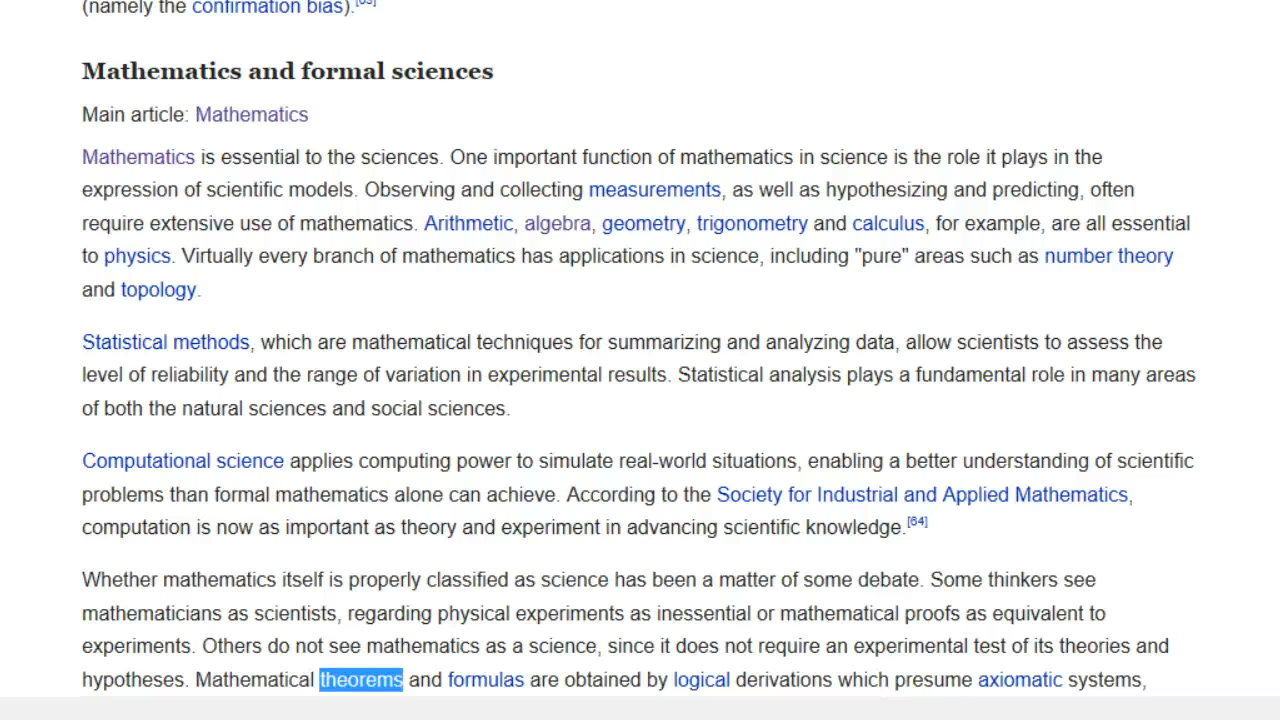 (namely the confirmation bias).[63]
Mathematics and formal sciences
Main article: Mathematics
Mathematics is essential to the sciences. One important function of mathematics in science is the role it plays in the
expression of scientific models. Observing and collecting measurements, as well as hypothesizing and predicting, often
require extensive use of mathematics. Arithmetic, algebra, geometry, trigonometry and calculus, for example, are all essential
to physics. Virtually every branch of mathematics has applications in science, including "pure" areas such as number theory
and topology.
Statistical methods, which are mathematical techniques for summarizing and analyzing data, allow scientists to assess the
level of reliability and the range of variation in experimental results. Statistical analysis plays a fundamental role in many areas
of both the natural sciences and social sciences.
Computational science applies computing power to simulate real-world situations, enabling a better understanding of scientific
problems than formal mathematics alone can achieve. According to the Society for Industrial and Applied Mathematics,
computation is now as important as theory and experiment in advancing scientific knowledge.[64]
Whether mathematics itself is properly classified as science has been a matter of some debate. Some thinkers see
mathematicians as scientists, regarding physical experiments as inessential or mathematical proofs as equivalent to
experiments. Others do not see mathematics as a science, since it does not require an experimental test of its theories and
hypotheses. Mathematical theorems and formulas are obtained by logical derivations which presume axiomatic systems,